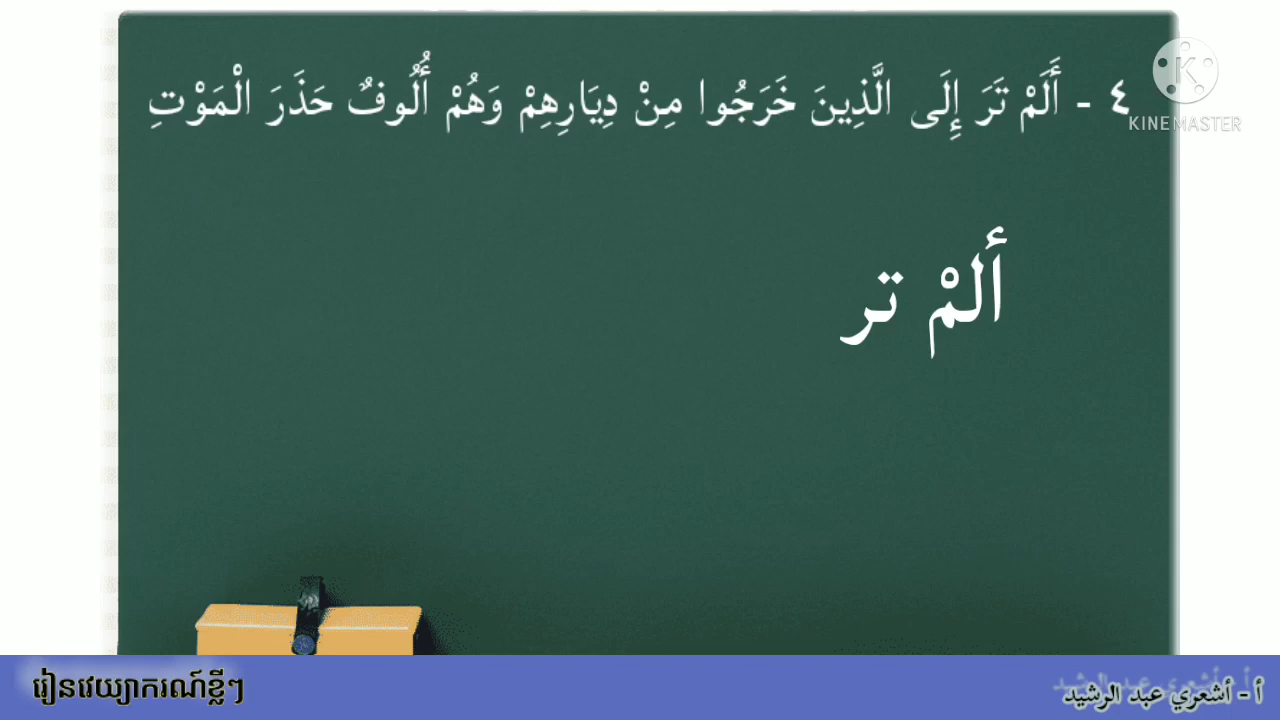 ٤ - أَلَمْ تَرَ إِلَى الَّذِينَ خَرَجُوا مِنْ دِيَارِهِمْ وَهُمْ أُلُوفٌ حَذَرَ الْمَوْتِ
KINEMASTER
ألمْ تر
រៀនវេយ្យាករណ៍ខ្លីៗ
أ - أشعري عبد الرشيد